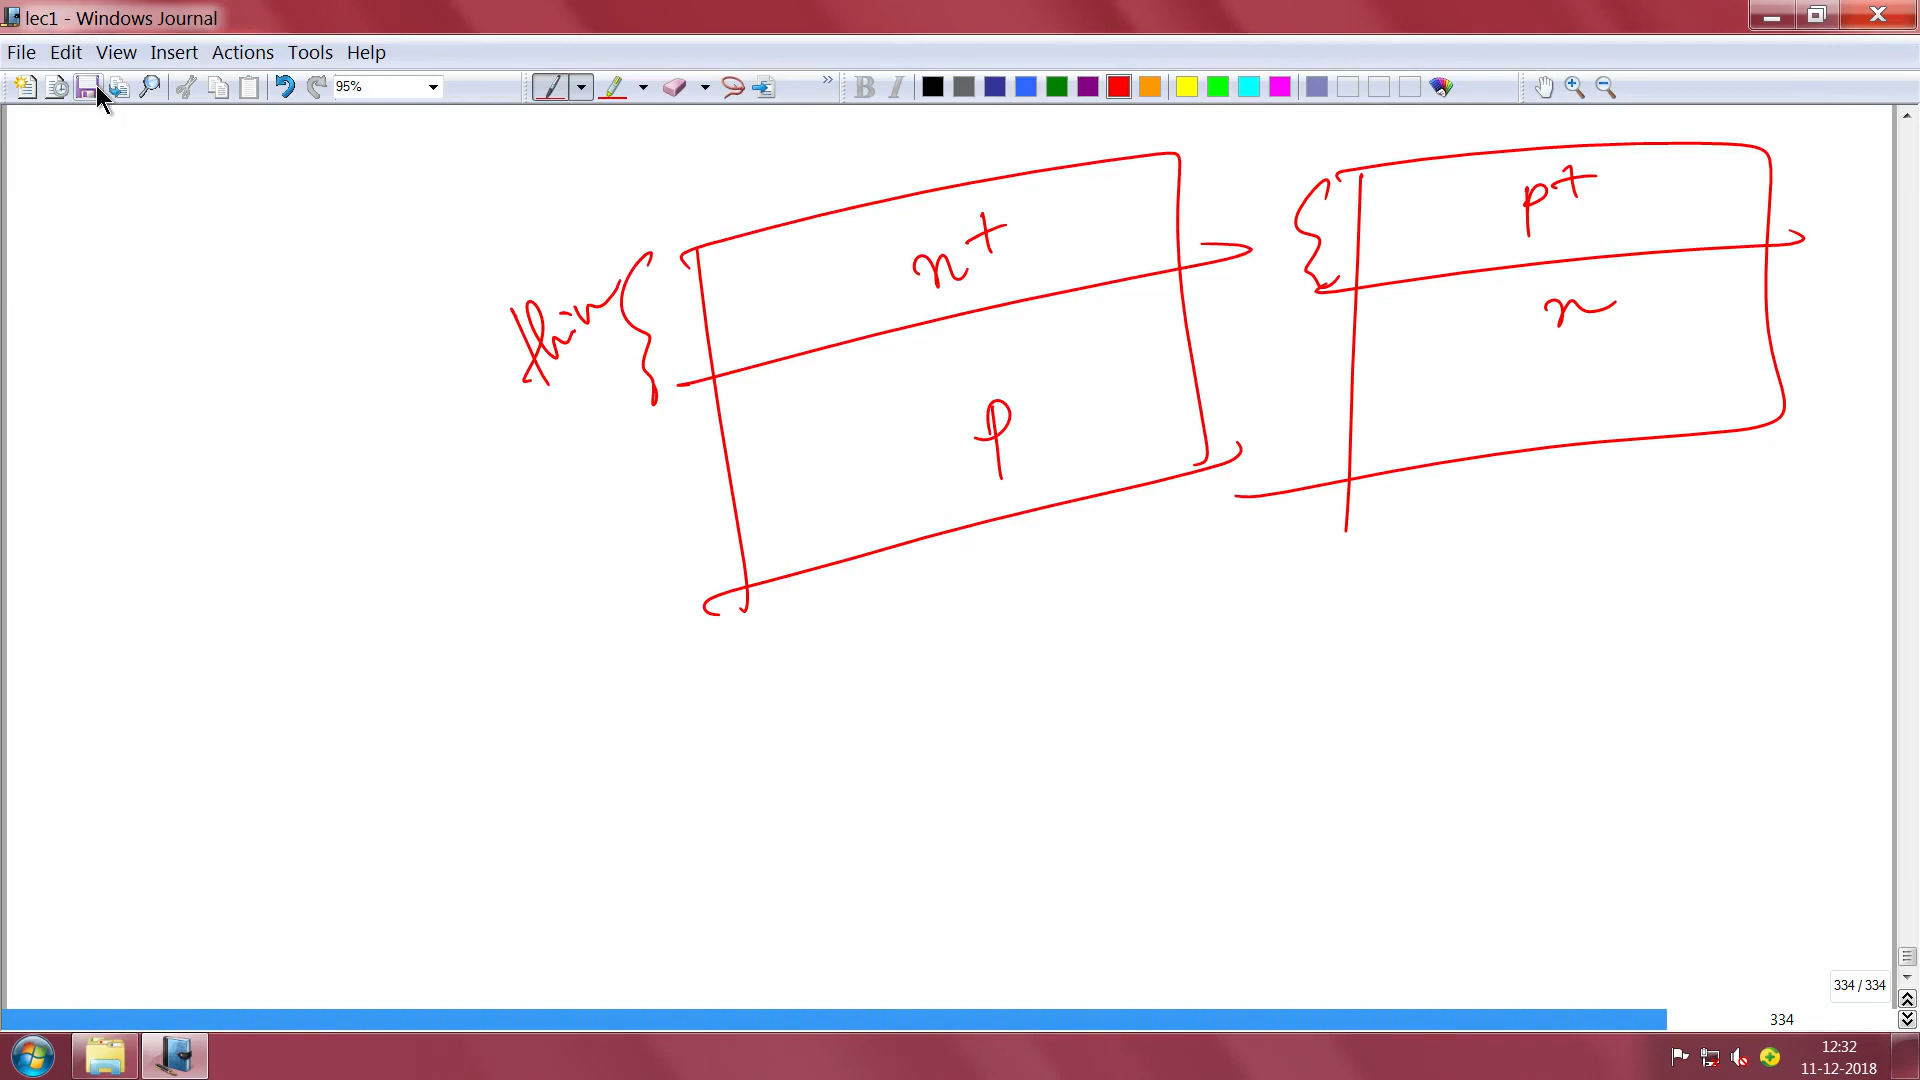 lec1 - Windows Journal
File Edit View Insert Actions Tools Help
95%
B I
n+
p+
thin
n
p
334 / 334
334
12:32
11-12-2018